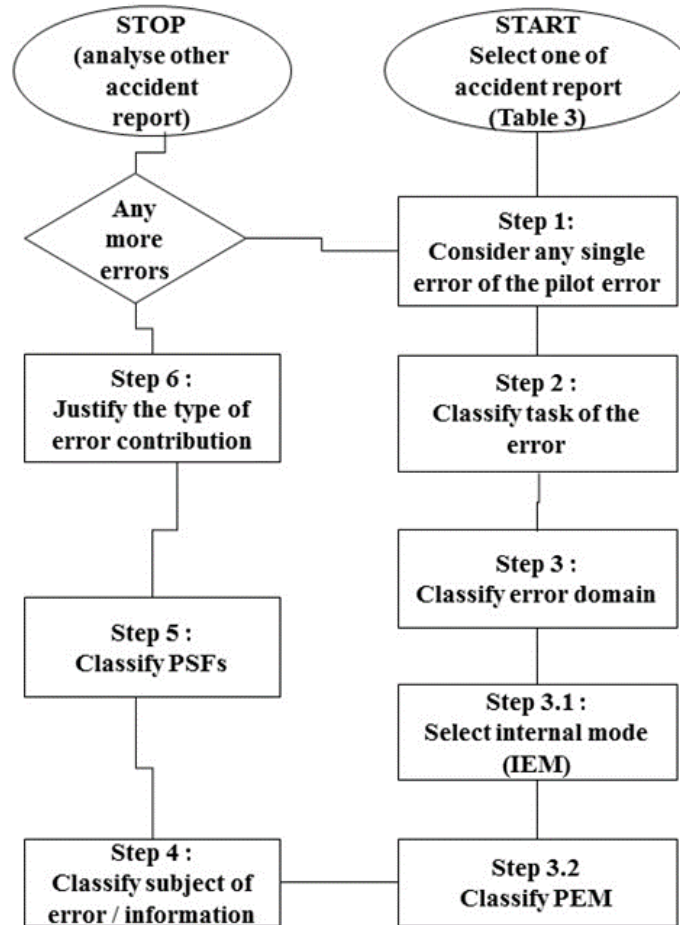 STOP
(analyse other
accident
report)
START
Select one of
accident report
(Table 3)
Any
more
errors
Step 1:
Consider any single
error of the pilot error
Step 6 :
Justify the type of
error contribution
Step 2 :
Classify task of the
error
Step 3 :
Classify error domain
Step 5 :
Classify PSFs
Step 3.1 :
Select internal mode
(IEM)
Step 4 :
Classify subject of
error / information
Step 3.2
Classify PEM